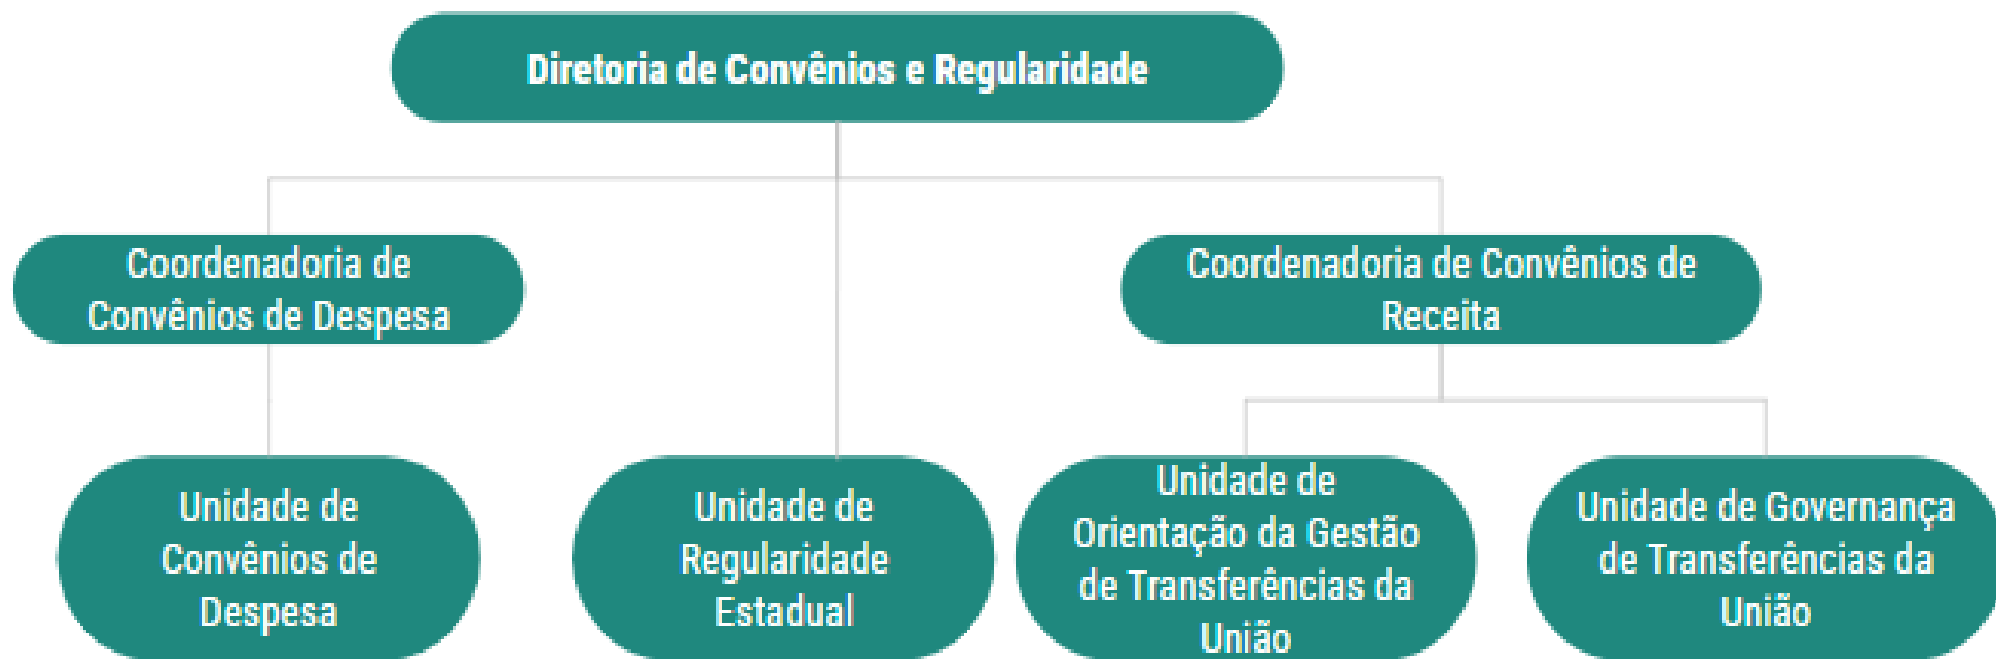 Diretoria de Convênios e Regularidade
Coordenadoria de
Convênios de Despesa
Coordenadoria de Convênios de
Receita
Unidade de
Convênios de
Despesa
Unidade de
Regularidade
Estadual
Unidade de
Orientação da Gestão
de Transferências da
União
Unidade de Governança
de Transferências da
União